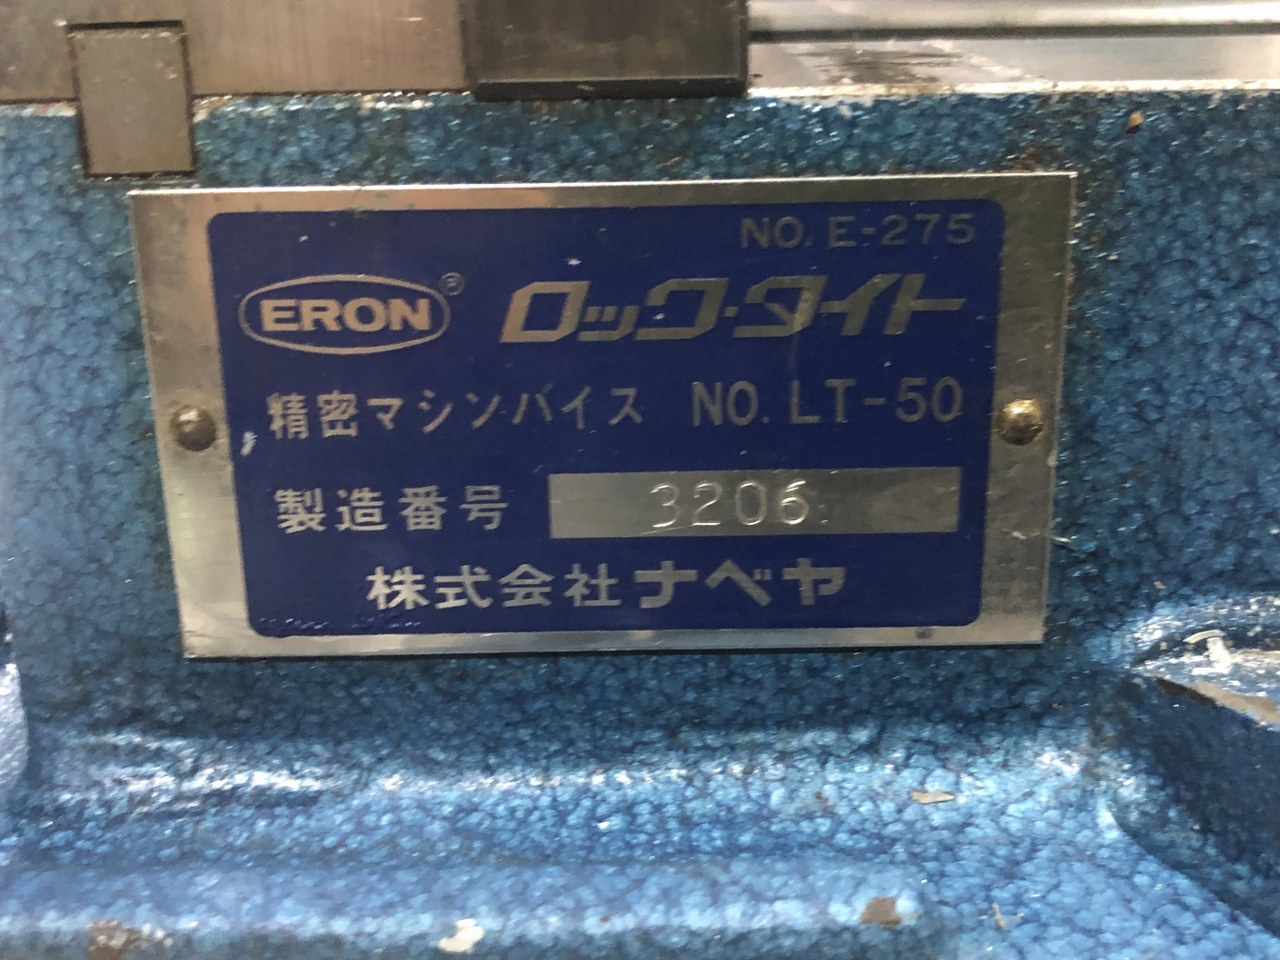 NO. E-275
ERON® ロック・タイト
精密マシンバイス NO. LT-50
製造番号 3206
株式会社ナベヤ